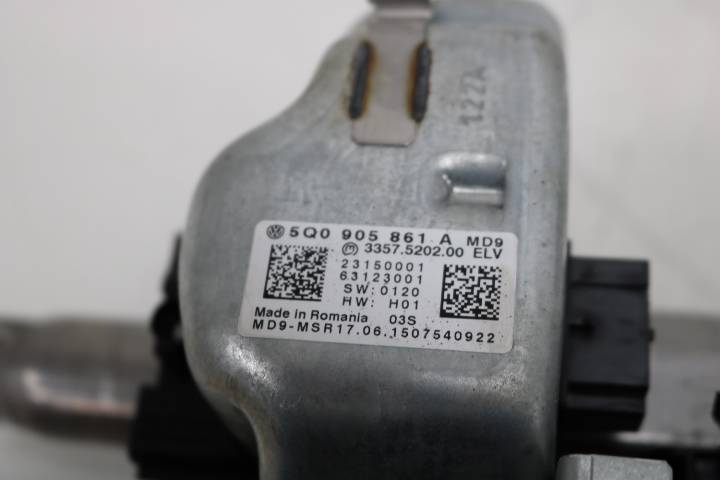 122A
5Q0 905 861 A MD9
3357.5202.00 ELV
23150001
63123001
SW: 0120
HW: H01
Made in Romania 03S
MD9-MSR17.06.1507540922